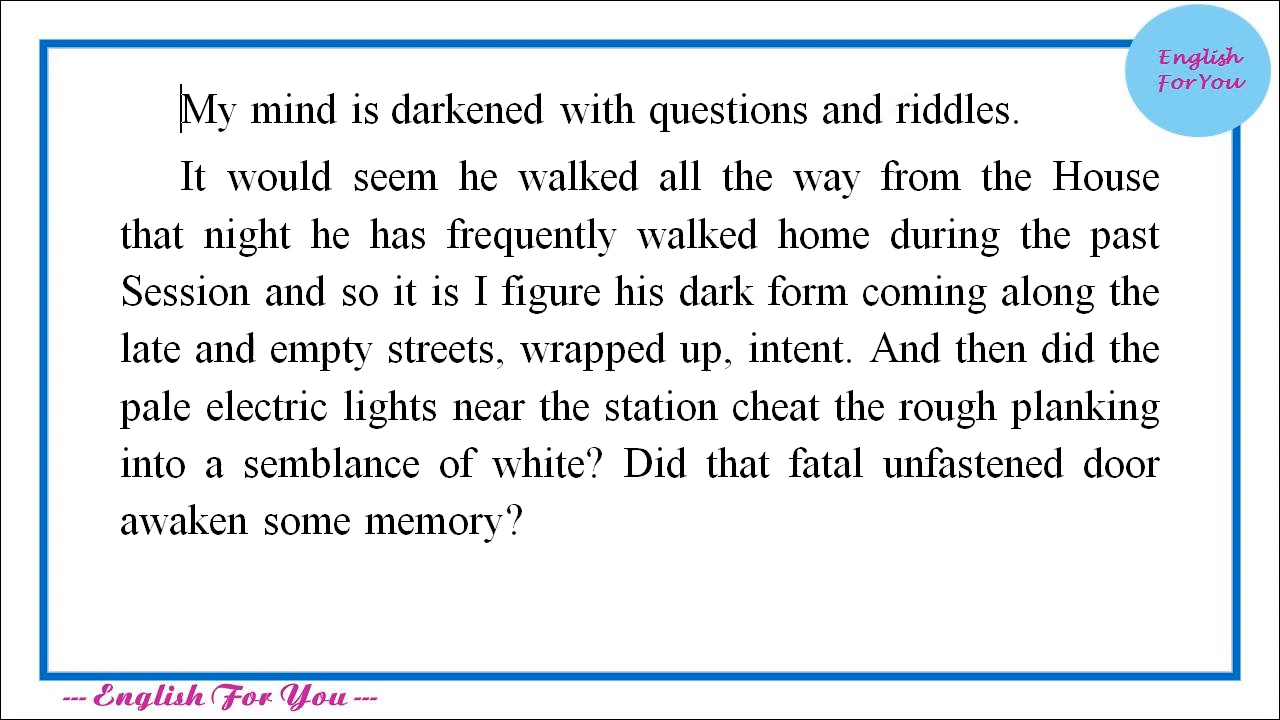 English
ForYou
My mind is darkened with questions and riddles.
It would seem he walked all the way from the House
that night he has frequently walked home during the past
Session and so it is I figure his dark form coming along the
late and empty streets, wrapped up, intent. And then did the
pale electric lights near the station cheat the rough planking
into a semblance of white? Did that fatal unfastened door
awaken some memory?
--- English For You ---